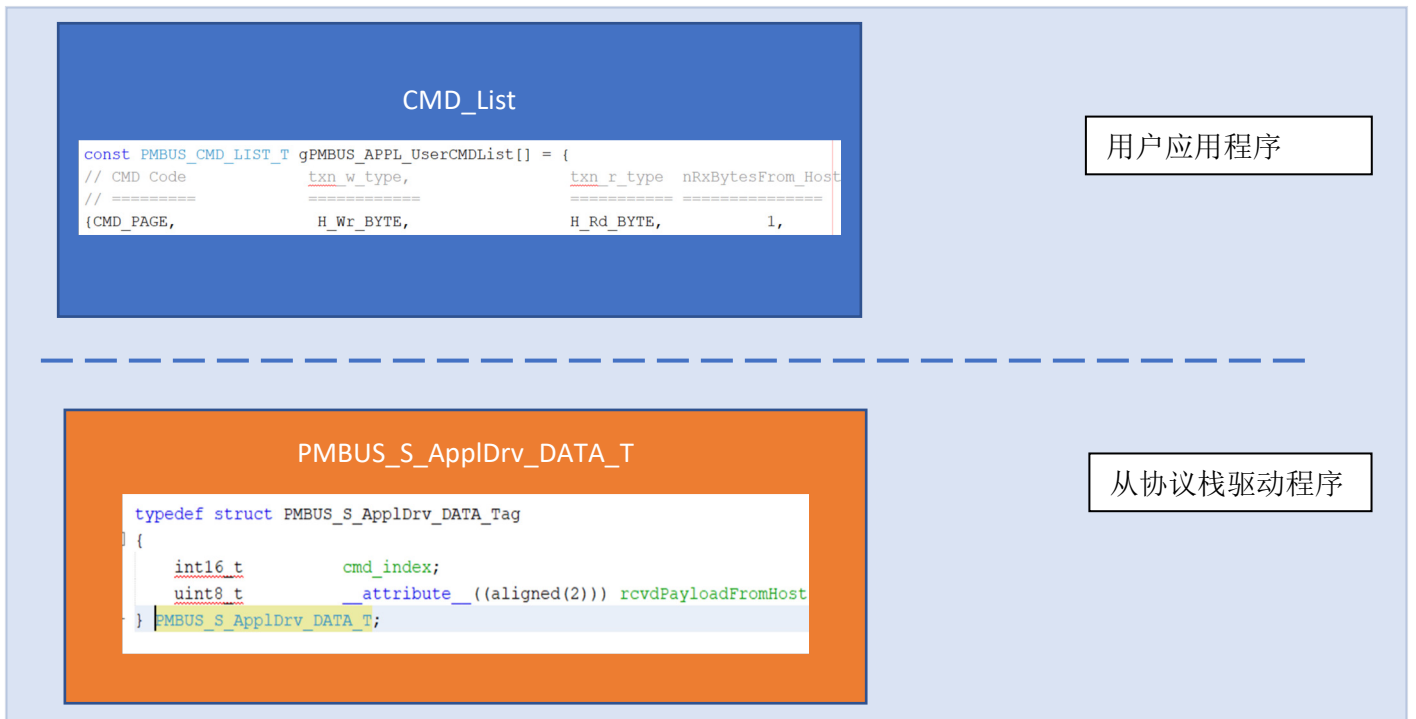 CMD_List
const PMBUS_CMD_LIST_T gPMBUS_APPL_UserCMDList[] = {
// CMD Code txn_w_type, txn_r_type nRxBytesFrom_Host
// ========= ============ =========== ===============
{CMD_PAGE, H_Wr_BYTE, H_Rd_BYTE, 1,
用户应用程序
PMBUS_S_ApplDrv_DATA_T
typedef struct PMBUS_S_ApplDrv_DATA_Tag
{
int16_t cmd_index;
uint8_t __attribute__((aligned(2))) rcvdPayloadFromHost
} PMBUS_S_ApplDrv_DATA_T;
从协议栈驱动程序